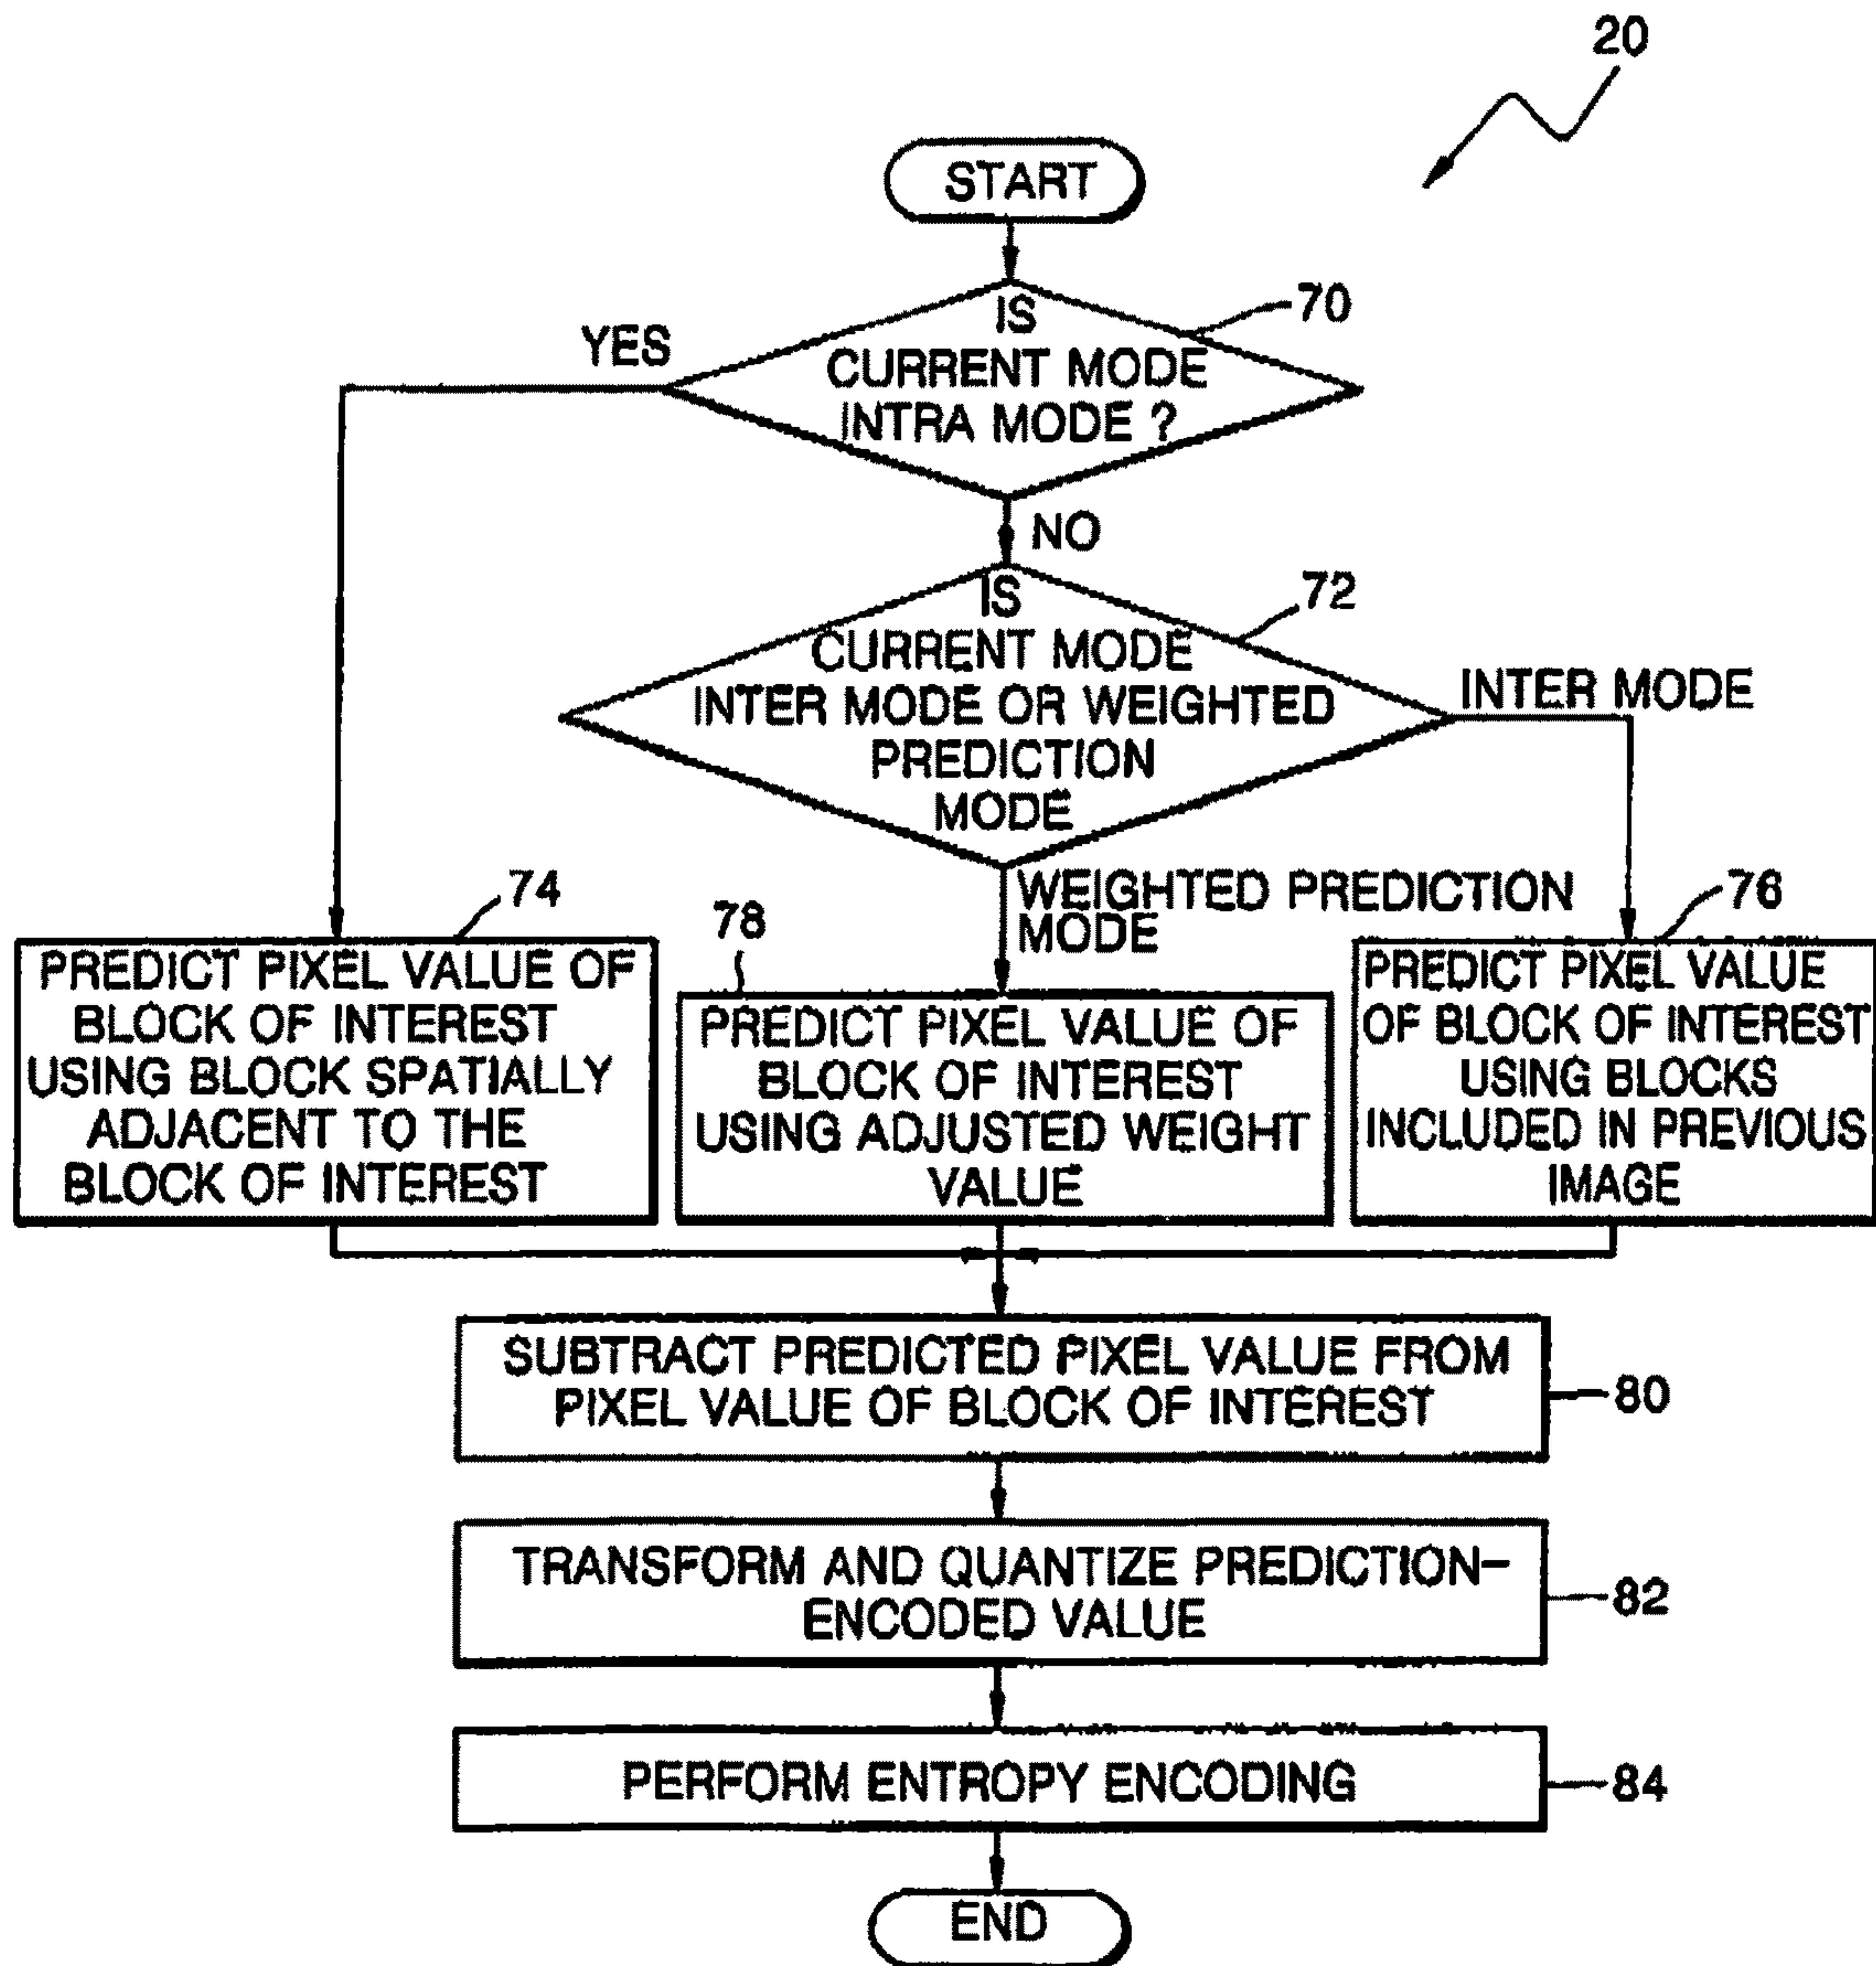 20
START
70
IS
CURRENT MODE
INTRA MODE ?
YES
NO
72
IS
CURRENT MODE
INTER MODE OR WEIGHTED
PREDICTION
MODE
INTER MODE
WEIGHTED PREDICTION
MODE
74
PREDICT PIXEL VALUE OF
BLOCK OF INTEREST
USING BLOCK SPATIALLY
ADJACENT TO THE
BLOCK OF INTEREST
78
PREDICT PIXEL VALUE OF
BLOCK OF INTEREST
USING ADJUSTED WEIGHT
VALUE
76
PREDICT PIXEL VALUE
OF BLOCK OF INTEREST
USING BLOCKS
INCLUDED IN PREVIOUS
IMAGE
SUBTRACT PREDICTED PIXEL VALUE FROM
PIXEL VALUE OF BLOCK OF INTEREST
80
TRANSFORM AND QUANTIZE PREDICTION-
ENCODED VALUE
82
PERFORM ENTROPY ENCODING
84
END